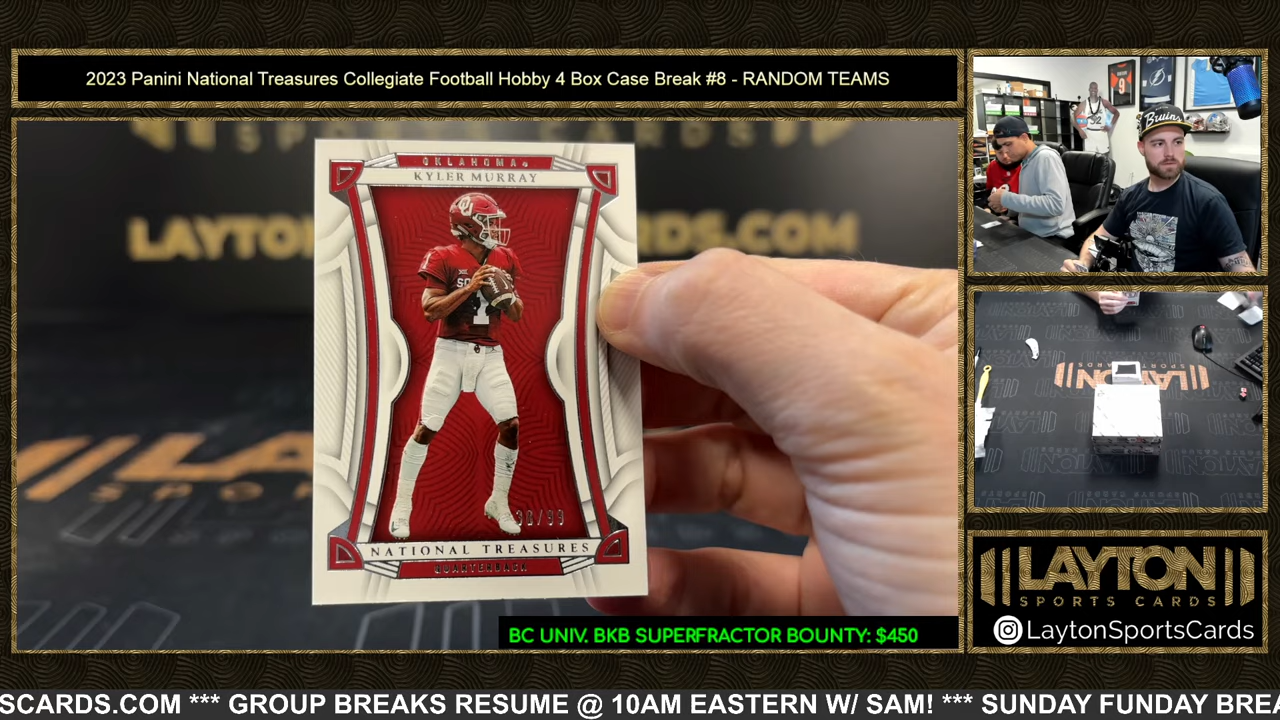 2023 Panini National Treasures Collegiate Football Hobby 4 Box Case Break #8 - RANDOM TEAMS
OKLAHOMA
KYLER MURRAY
NATIONAL TREASURES
QUARTERBACK
BC UNIV. BKB SUPERFRACTOR BOUNTY: $450
Bruins
LAYTON
LAYTON
SPORTS CARDS
LaytonSportsCards
SCARDS.COM *** GROUP BREAKS RESUME @ 10AM EASTERN W/ SAM! *** SUNDAY FUNDAY BREA